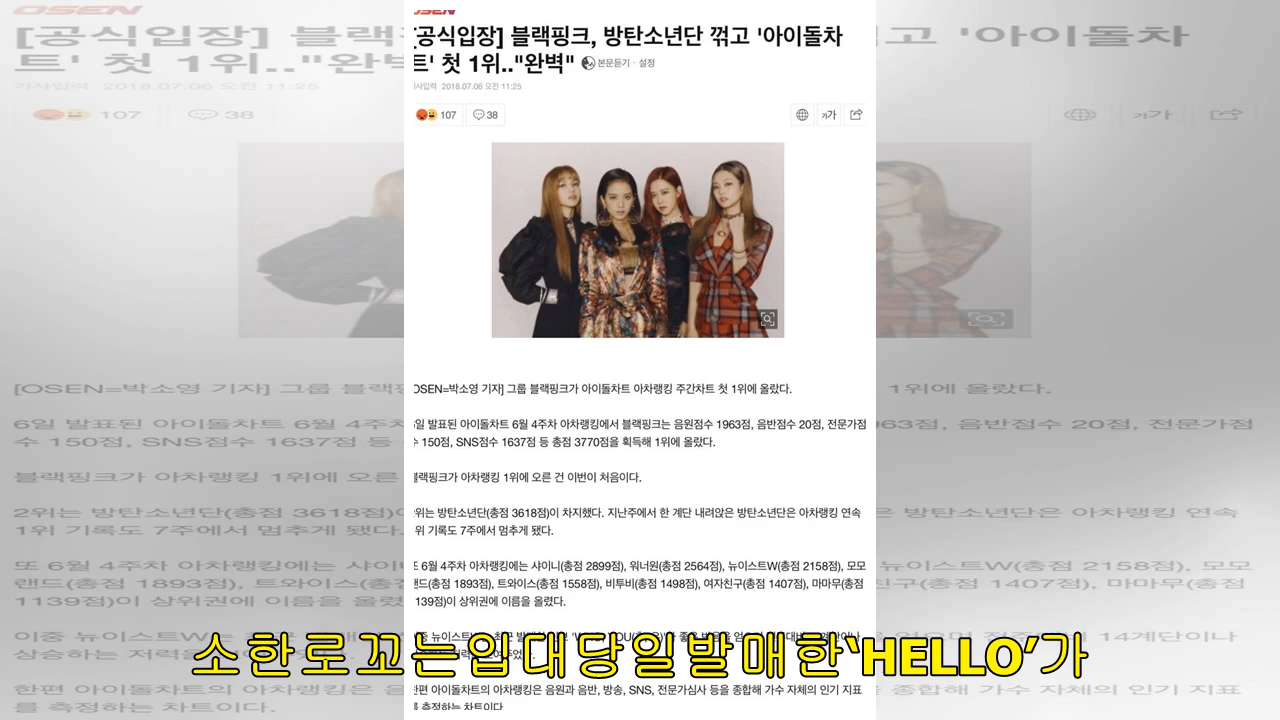 OSEN
[공식입장] 블랙핑크, 방탄소년단 꺾고 '아이돌차
트' 첫 1위.."완벽" 본문듣기 · 설정
기사입력 2018.07.06 오전 11:25
107 38 가가
[OSEN=박소영 기자] 그룹 블랙핑크가 아이돌차트 아차랭킹 주간차트 첫 1위에 올랐다.
6일 발표된 아이돌차트 6월 4주차 아차랭킹에서 블랙핑크는 음원점수 1963점, 음반점수 20점, 전문가점
수 150점, SNS점수 1637점 등 총점 3770점을 획득해 1위에 올랐다.
블랙핑크가 아차랭킹 1위에 오른 건 이번이 처음이다.
2위는 방탄소년단(총점 3618점)이 차지했다. 지난주에서 한 계단 내려앉은 방탄소년단은 아차랭킹 연속
1위 기록도 7주에서 멈추게 됐다.
또 6월 4주차 아차랭킹에는 샤이니(총점 2899점), 워너원(총점 2564점), 뉴이스트W(총점 2158점), 모모
랜드(총점 1893점), 트와이스(총점 1558점), 비투비(총점 1498점), 여자친구(총점 1407점), 마마무(총점
1139점)이 상위권에 이름을 올렸다.
이중 뉴이스트W는
상승하는 저력을
소한로꼬는입대당일발매한‘HELLO’가
한편 아이돌차트의 아차랭킹은 음원과 음반, 방송, SNS, 전문가심사 등을 종합해 가수 자체의 인기 지표
를 측정하는 차트이다.